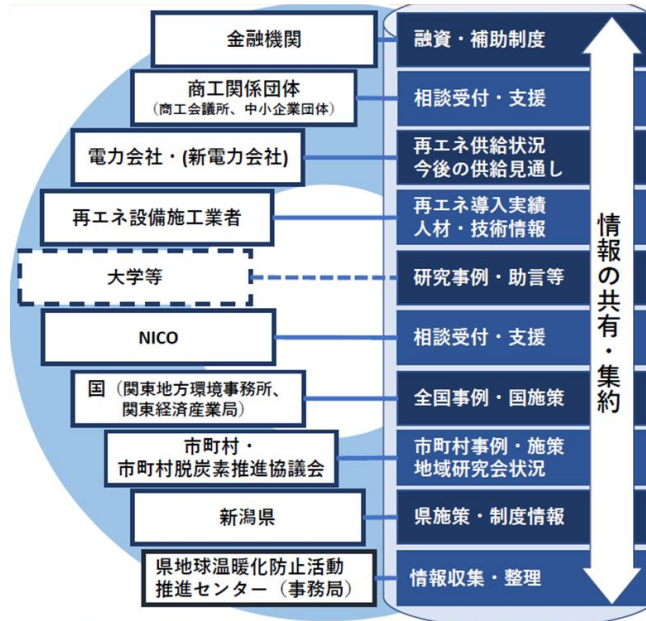 金融機関
融資・補助制度
商工関係団体
（商工会議所、中小企業団体）
相談受付・支援
電力会社・(新電力会社)
再エネ供給状況
今後の供給見通し
再エネ設備施工業者
再エネ導入実績
人材・技術情報
大学等
研究事例・助言等
NICO
相談受付・支援
国（関東地方環境事務所、
関東経済産業局）
全国事例・国施策
市町村・
市町村脱炭素推進協議会
市町村事例・施策
地域研究会状況
新潟県
県施策・制度情報
県地球温暖化防止活動
推進センター（事務局）
情報収集・整理
情報の共有・集約